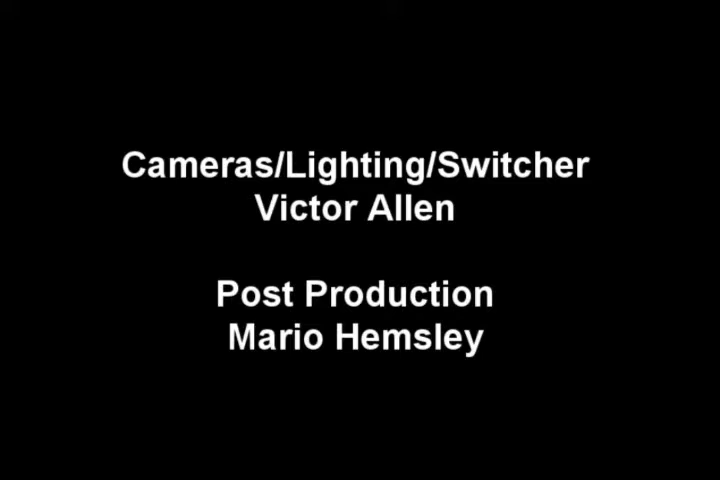 Cameras/Lighting/Switcher
Victor Allen
Post Production
Mario Hemsley